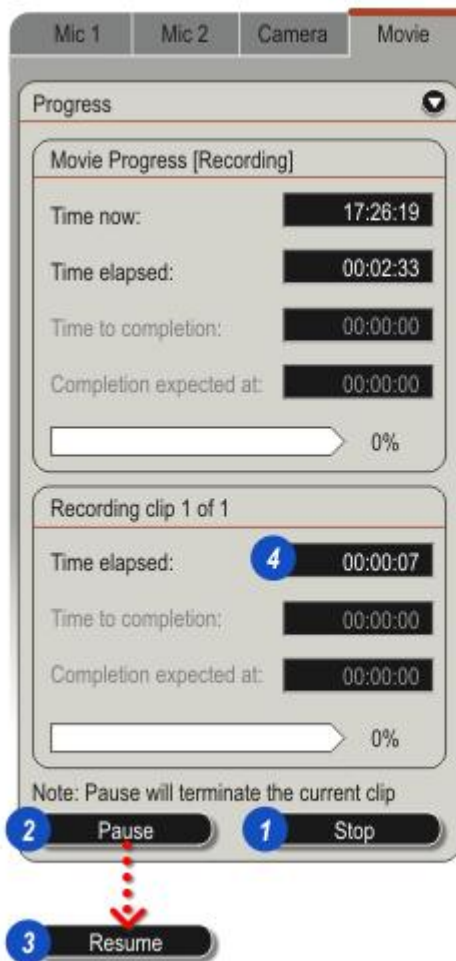 Mic 1 Mic 2 Camera Movie
Progress
Movie Progress [Recording]
Time now: 17:26:19
Time elapsed: 00:02:33
Time to completion: 00:00:00
Completion expected at: 00:00:00
0%
Recording clip 1 of 1
Time elapsed: 4 00:00:07
Time to completion: 00:00:00
Completion expected at: 00:00:00
0%
Note: Pause will terminate the current clip
2 Pause 1 Stop
3 Resume